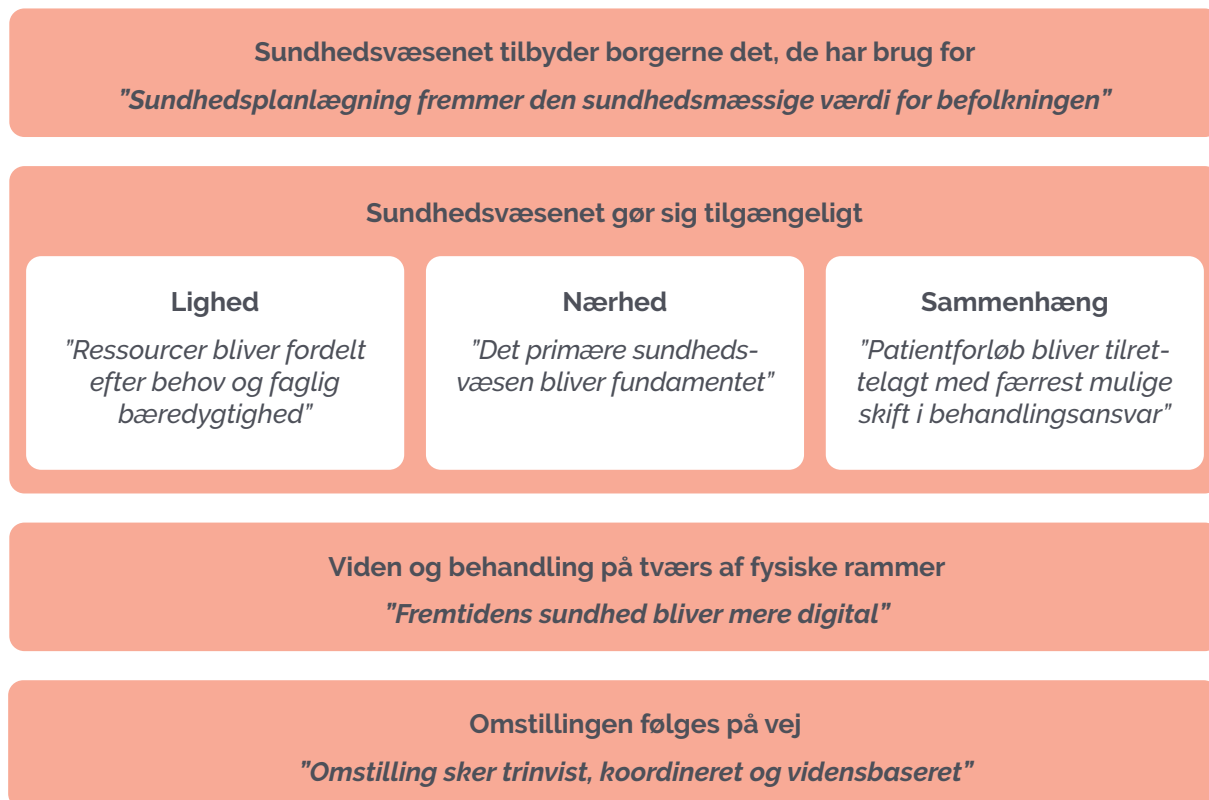 Sundhedsvæsenet tilbyder borgerne det, de har brug for
”Sundhedsplanlægning fremmer den sundhedsmæssige værdi for befolkningen”
Sundhedsvæsenet gør sig tilgængeligt
Lighed
”Ressourcer bliver fordelt
efter behov og faglig
bæredygtighed”
Nærhed
”Det primære sundheds-
væsen bliver fundamentet”
Sammenhæng
”Patientforløb bliver tilret-
telagt med færrest mulige
skift i behandlingsansvar”
Viden og behandling på tværs af fysiske rammer
”Fremtidens sundhed bliver mere digital”
Omstillingen følges på vej
”Omstilling sker trinvist, koordineret og vidensbaseret”